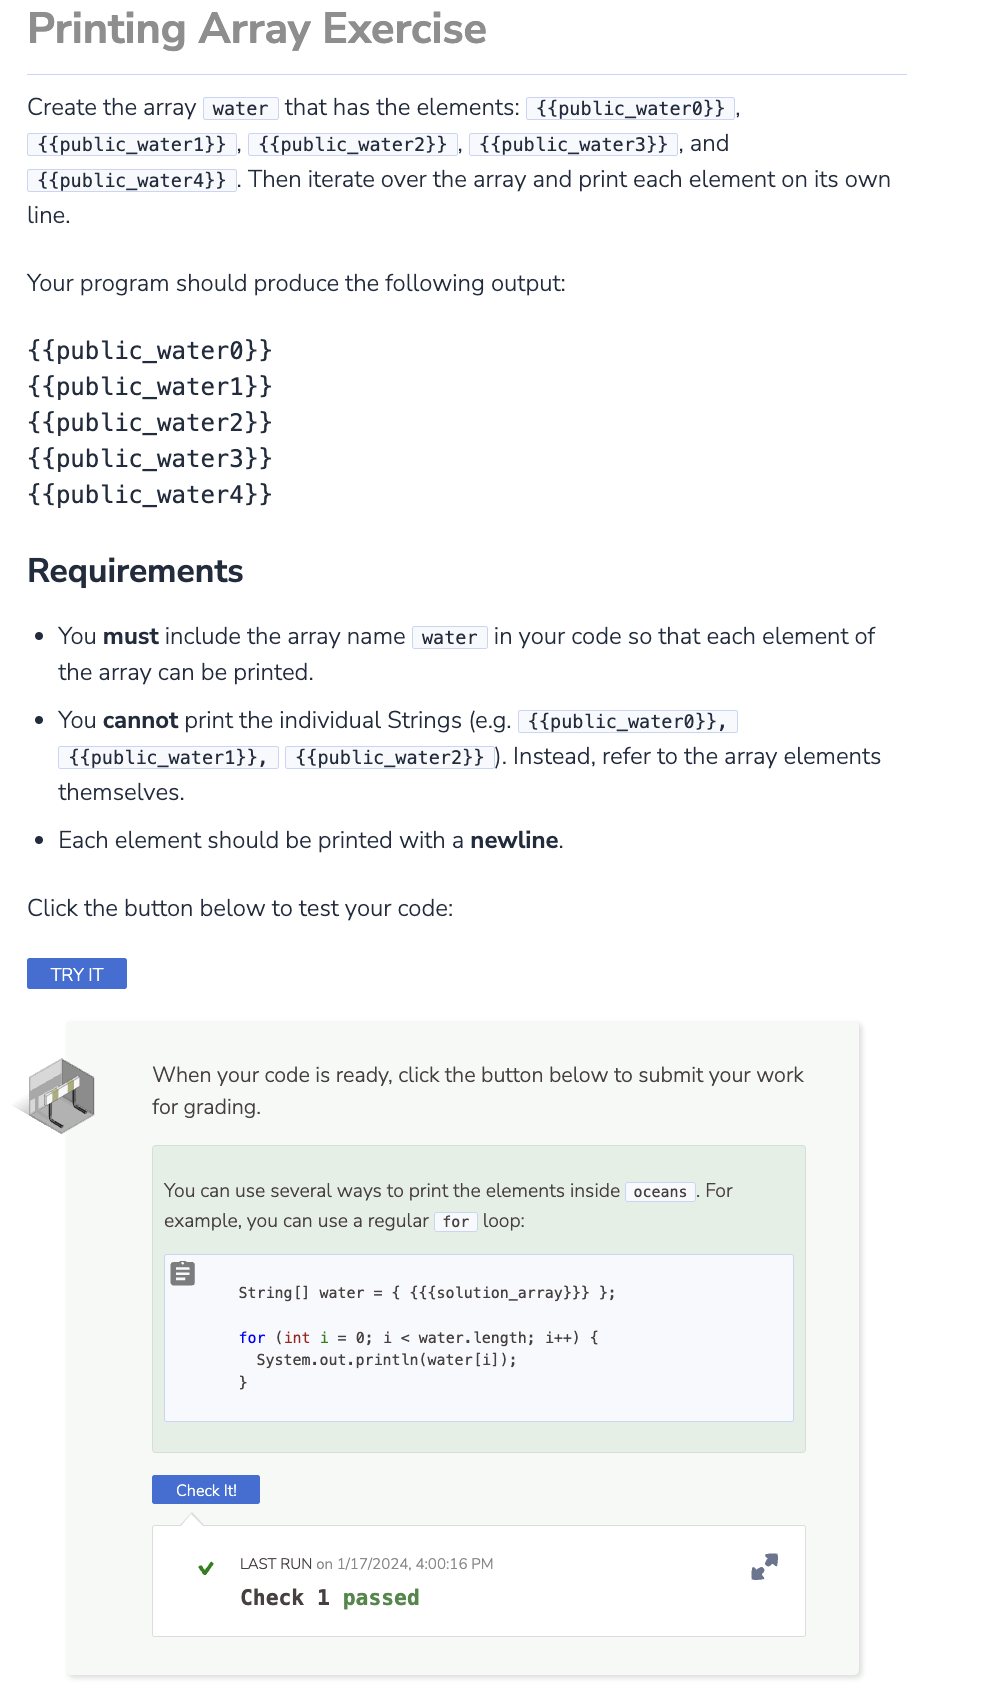 Printing Array Exercise
Create the array water that has the elements: {{public_water0}},
{{public_water1}}, {{public_water2}}, {{public_water3}}, and
{{public_water4}}. Then iterate over the array and print each element on its own
line.
Your program should produce the following output:
{{public_water0}}
{{public_water1}}
{{public_water2}}
{{public_water3}}
{{public_water4}}
Requirements
• You must include the array name water in your code so that each element of
the array can be printed.
• You cannot print the individual Strings (e.g. {{public_water0}},
{{public_water1}}, {{public_water2}}). Instead, refer to the array elements
themselves.
• Each element should be printed with a newline.
Click the button below to test your code:
TRY IT
When your code is ready, click the button below to submit your work
for grading.
You can use several ways to print the elements inside oceans. For
example, you can use a regular for loop:
String[] water = { {{{solution_array}}} };
for (int i = 0; i < water.length; i++) {
  System.out.println(water[i]);
}
Check It!
LAST RUN on 1/17/2024, 4:00:16 PM
Check 1 passed